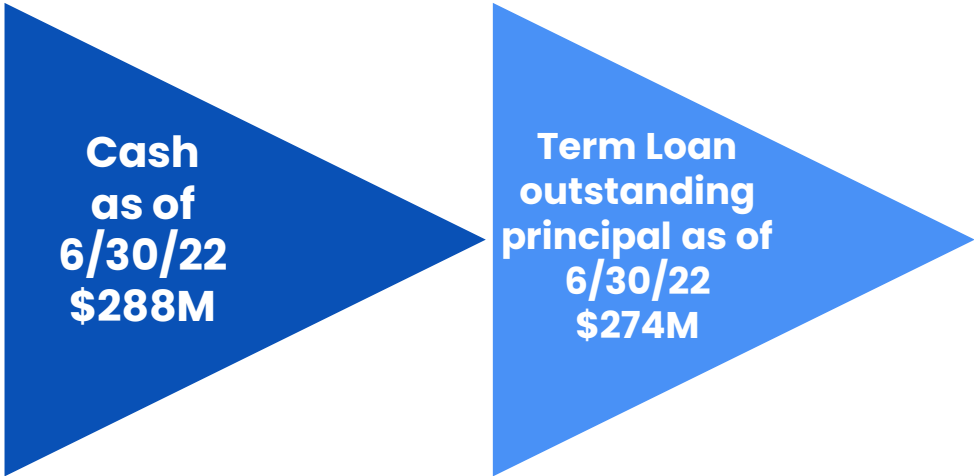 Cash
as of
6/30/22
$288M
Term Loan
outstanding
principal as of
6/30/22
$274M